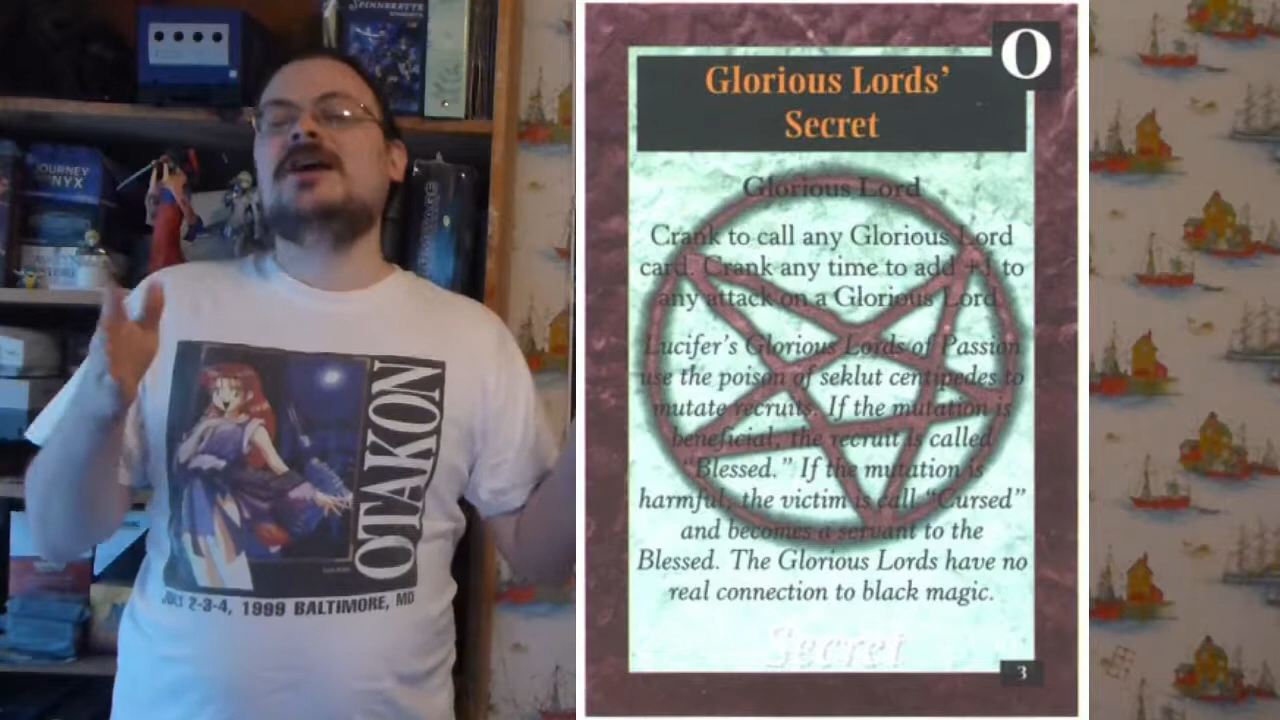 SPINNERETTE
JOURNEY
NYX
OTAKON
JULY 2-3-4, 1999 BALTIMORE, MD
O
Glorious Lords’
Secret
Glorious Lord
Crank to call any Glorious Lord
card. Crank any time to add +1 to
any attack on a Glorious Lord.
Lucifer's Glorious Lords of Passion
use the poison of seklut centipedes to
mutate recruits. If the mutation is
beneficial, the recruit is called
“Blessed.” If the mutation is
harmful, the victim is call “Cursed”
and becomes a servant to the
Blessed. The Glorious Lords have no
real connection to black magic.
Secret
3